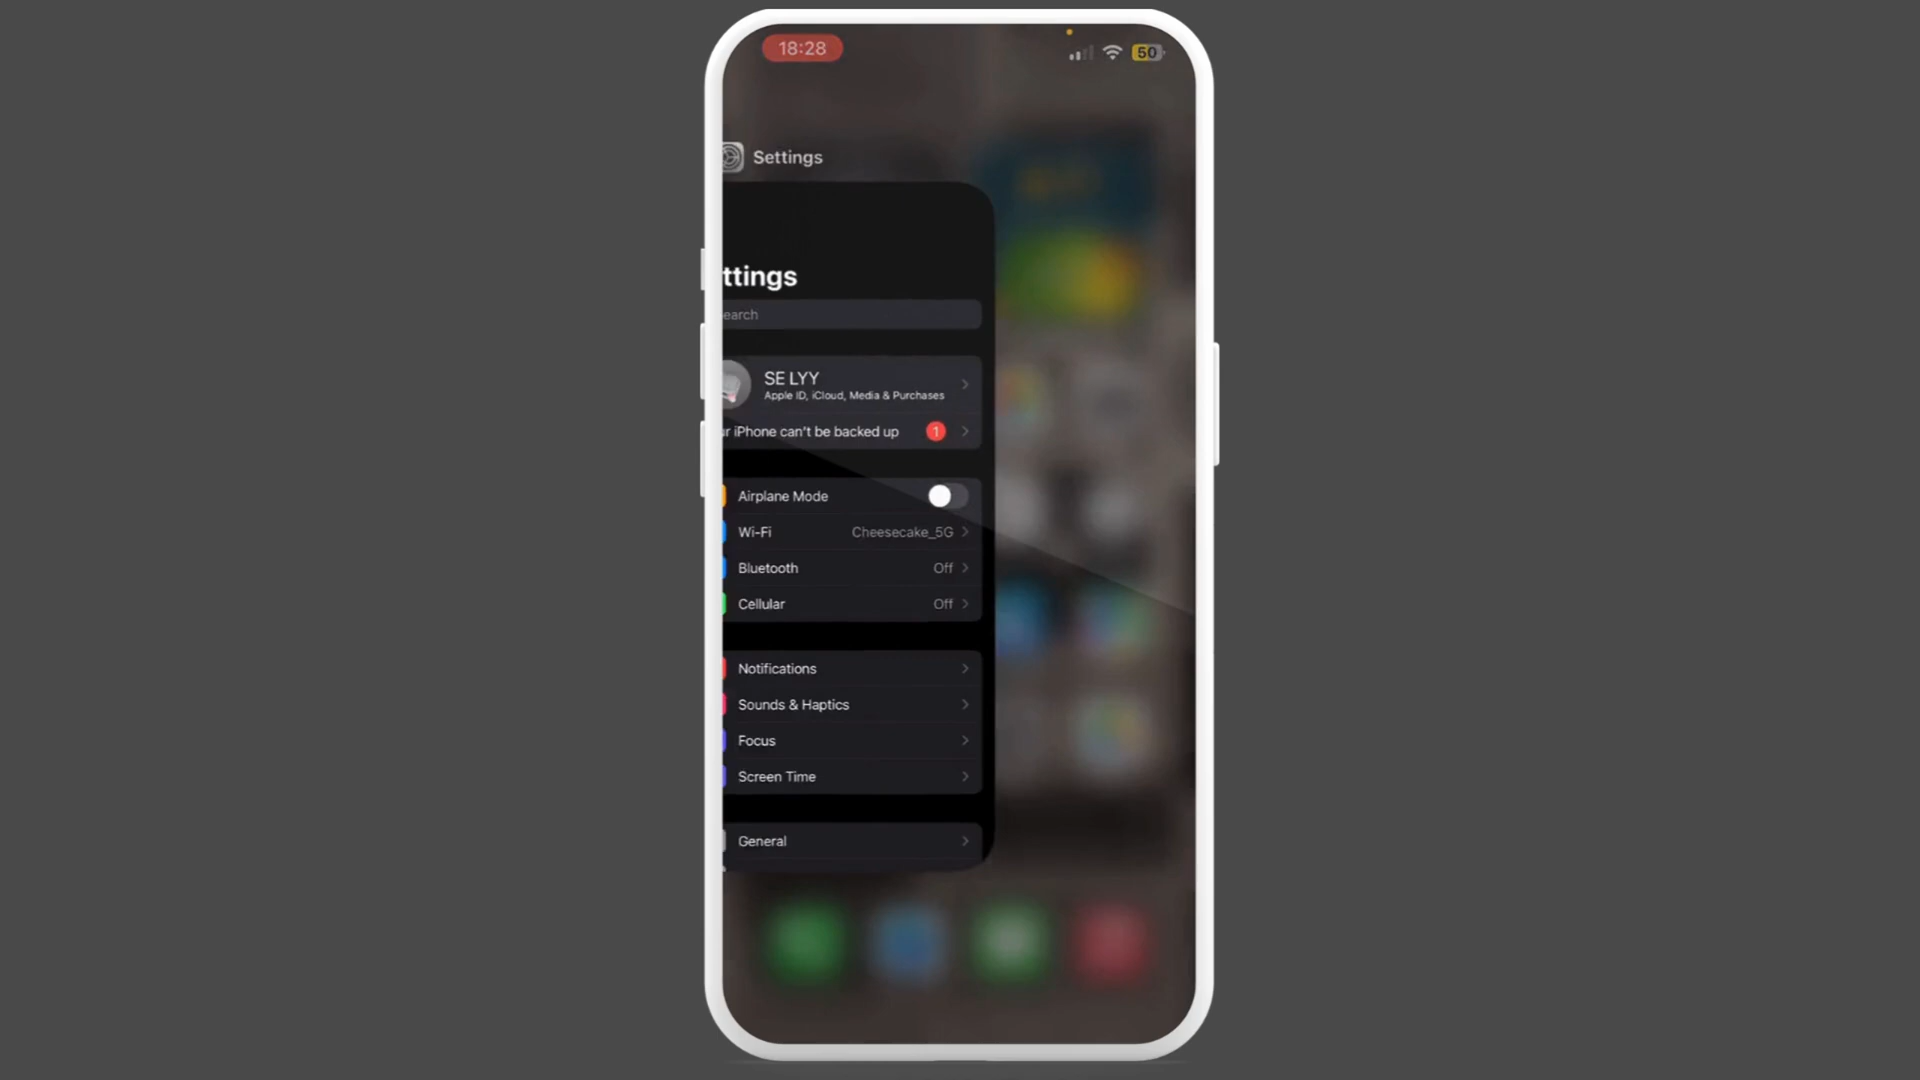 18:28
50
Settings
ttings
earch
SE LYY
Apple ID, iCloud, Media & Purchases
r iPhone can't be backed up
1
Airplane Mode
Wi-Fi Cheesecake_5G
Bluetooth Off
Cellular Off
Notifications
Sounds & Haptics
Focus
Screen Time
General